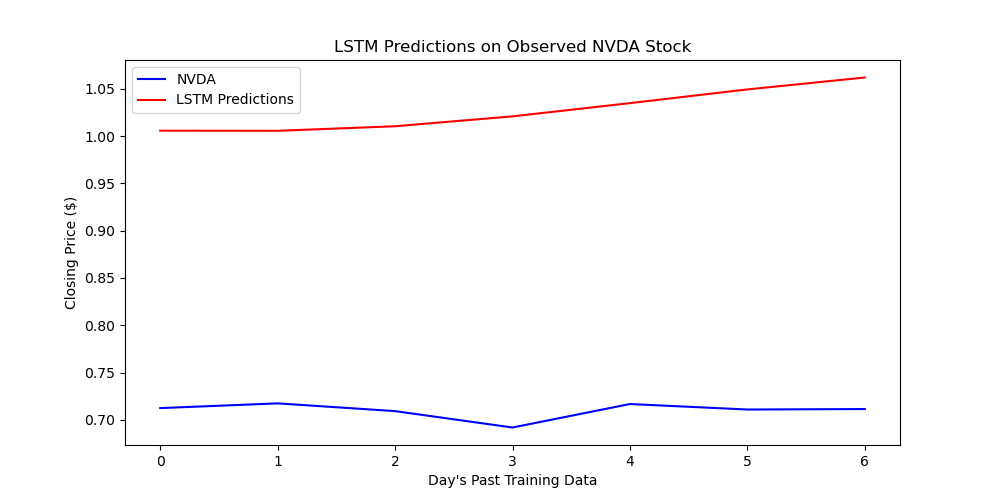 LSTM Predictions on Observed NVDA Stock
NVDA
LSTM Predictions
Closing Price ($)
1.05
1.00
0.95
0.90
0.85
0.80
0.75
0.70
0 1 2 3 4 5 6
Day's Past Training Data